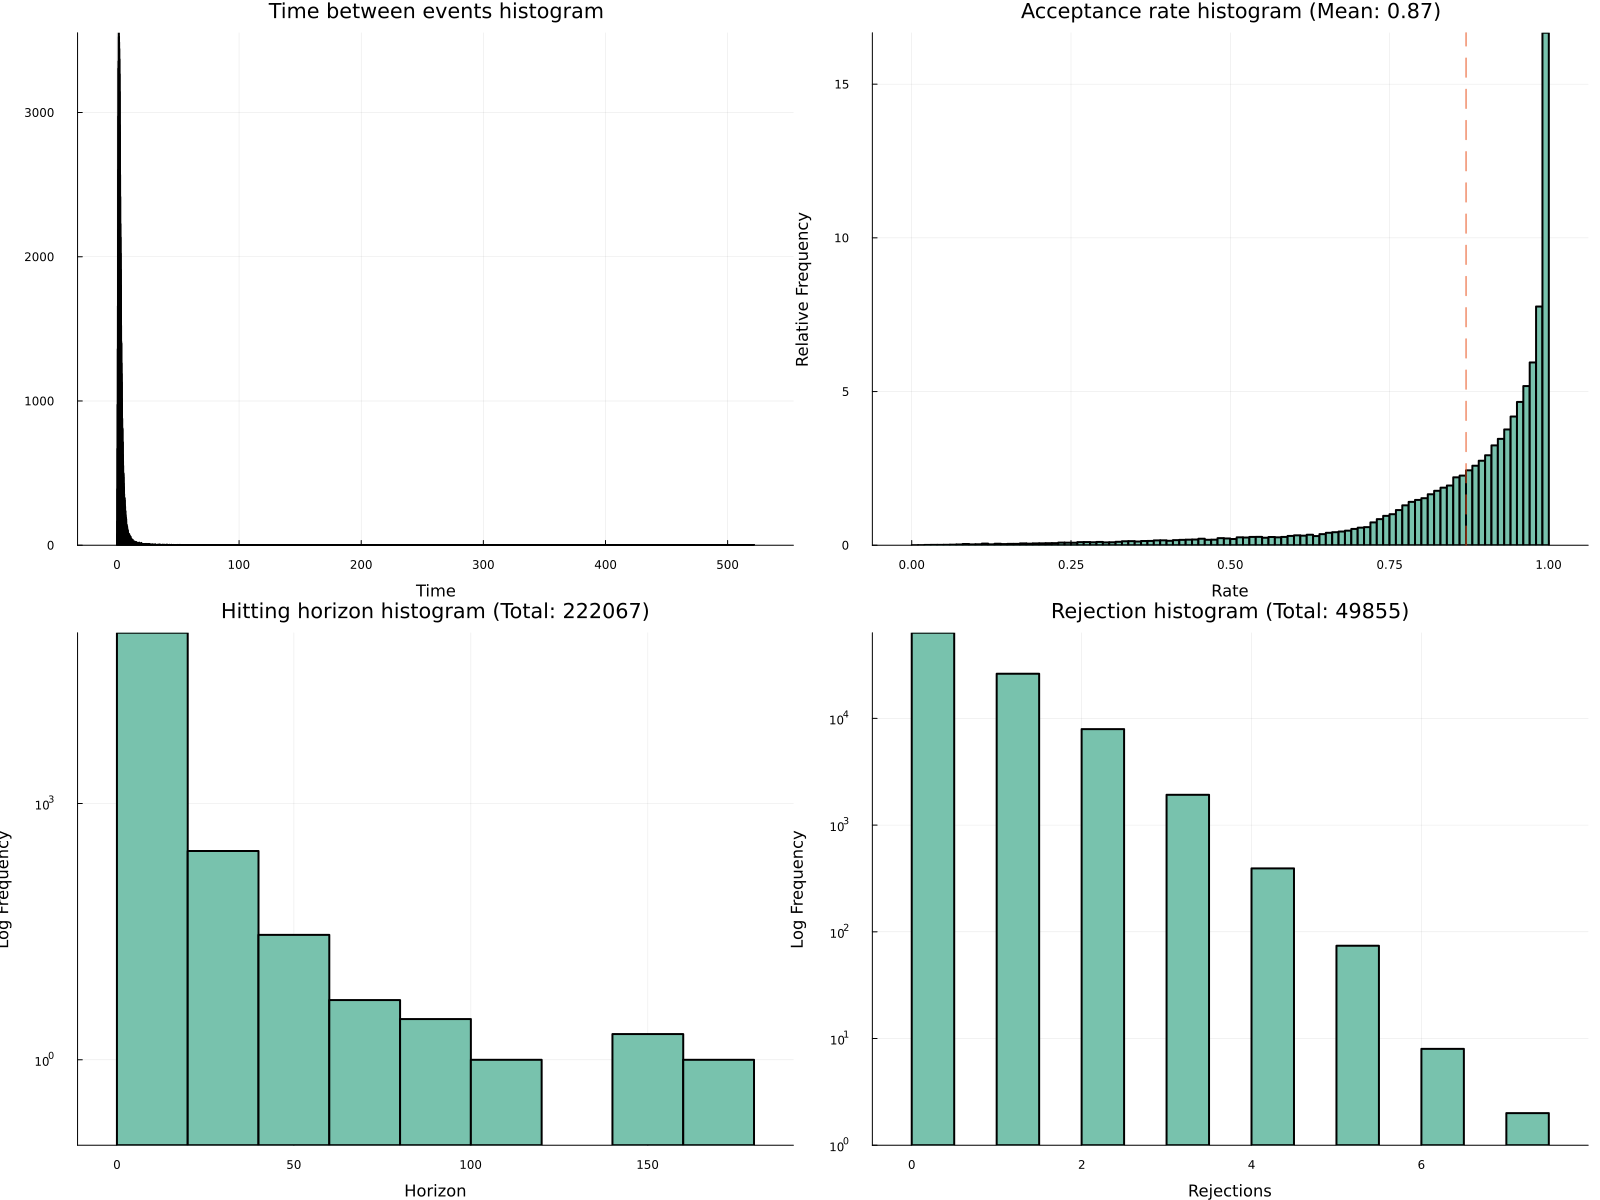 Time between events histogram
3000
2000
1000
0
0 100 200 300 400 500
Time
Acceptance rate histogram (Mean: 0.87)
Relative Frequency
15
10
5
0
0.00 0.25 0.50 0.75 1.00
Rate
Hitting horizon histogram (Total: 222067)
Log Frequency
10³
10⁰
0 50 100 150
Horizon
Rejection histogram (Total: 49855)
Log Frequency
10⁴
10³
10²
10¹
10⁰
0 2 4 6
Rejections